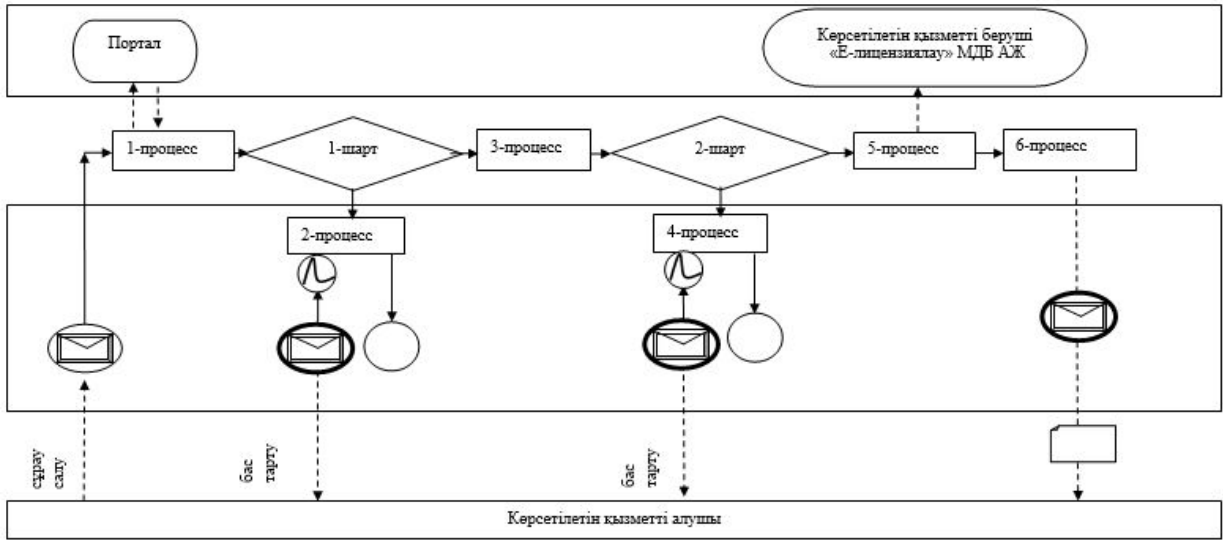 Портал
Көрсетілетін қызметті беруші
«Е-лицензиялау» МДБ АЖ
1-процесс
1-шарт
3-процесс
2-шарт
5-процесс
6-процесс
2-процесс
4-процесс
сұрау
салу
бас
тарту
бас
тарту
Көрсетілетін қызметті алушы